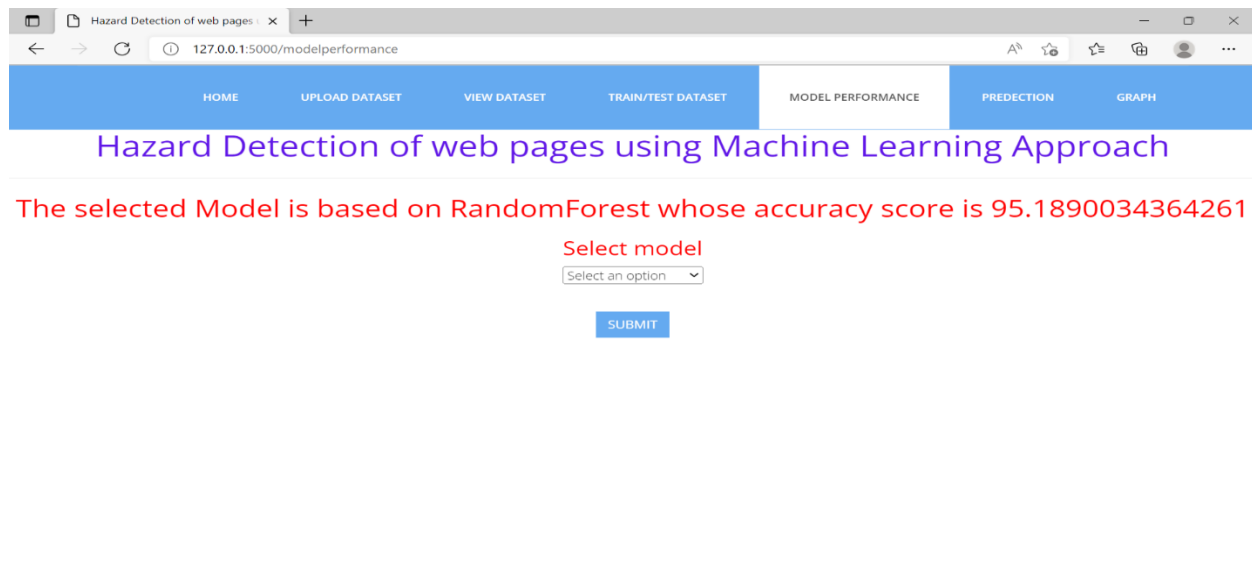 Hazard Detection of web pages
127.0.0.1:5000/modelperformance
HOME UPLOAD DATASET VIEW DATASET TRAIN/TEST DATASET MODEL PERFORMANCE PREDECTION GRAPH
Hazard Detection of web pages using Machine Learning Approach
The selected Model is based on RandomForest whose accuracy score is 95.1890034364261
Select model
Select an option
SUBMIT